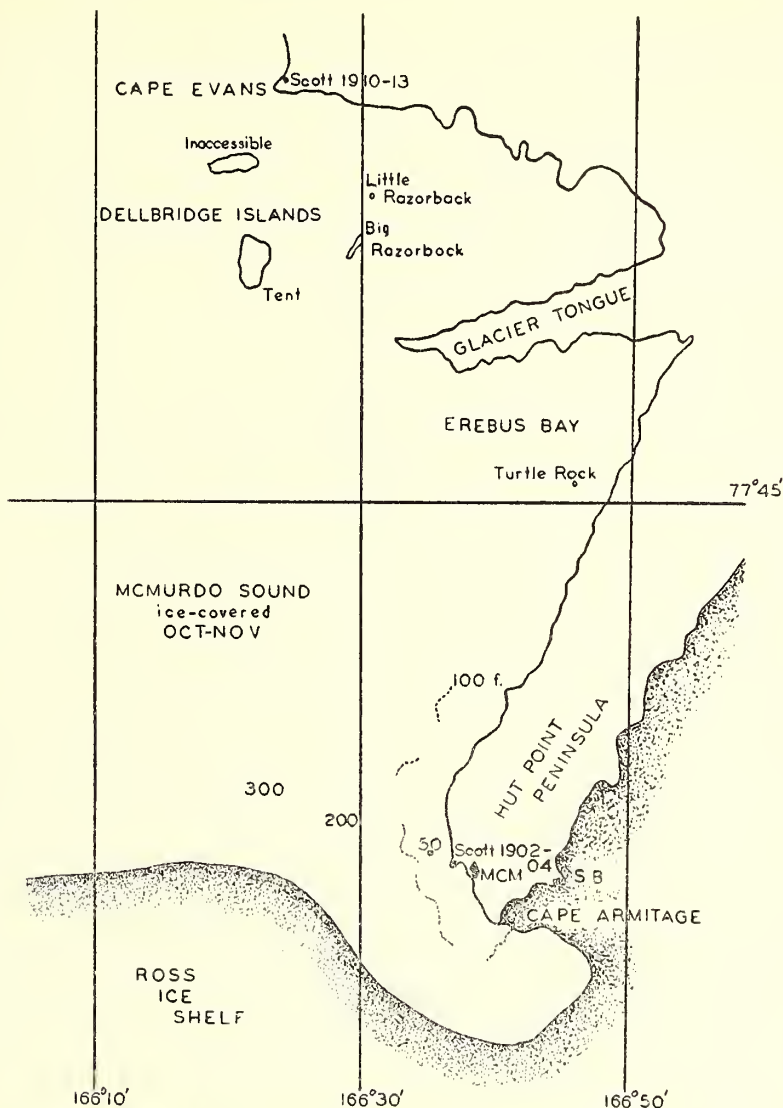 CAPE EVANS
Scott 1910-13
Inaccessible
Little
Razorback
DELLBRIDGE ISLANDS
Big
Razorbock
Tent
GLACIER TONGUE
EREBUS BAY
Turtle Rock
77°45'
MCMURDO SOUND
ice-covered
OCT-NOV
100 f.
HUT POINT
PENINSULA
300
200
SP
Scott 1902-
04
MCM
SB
CAPE ARMITAGE
ROSS
ICE
SHELF
166°10'
166°30'
166°50'